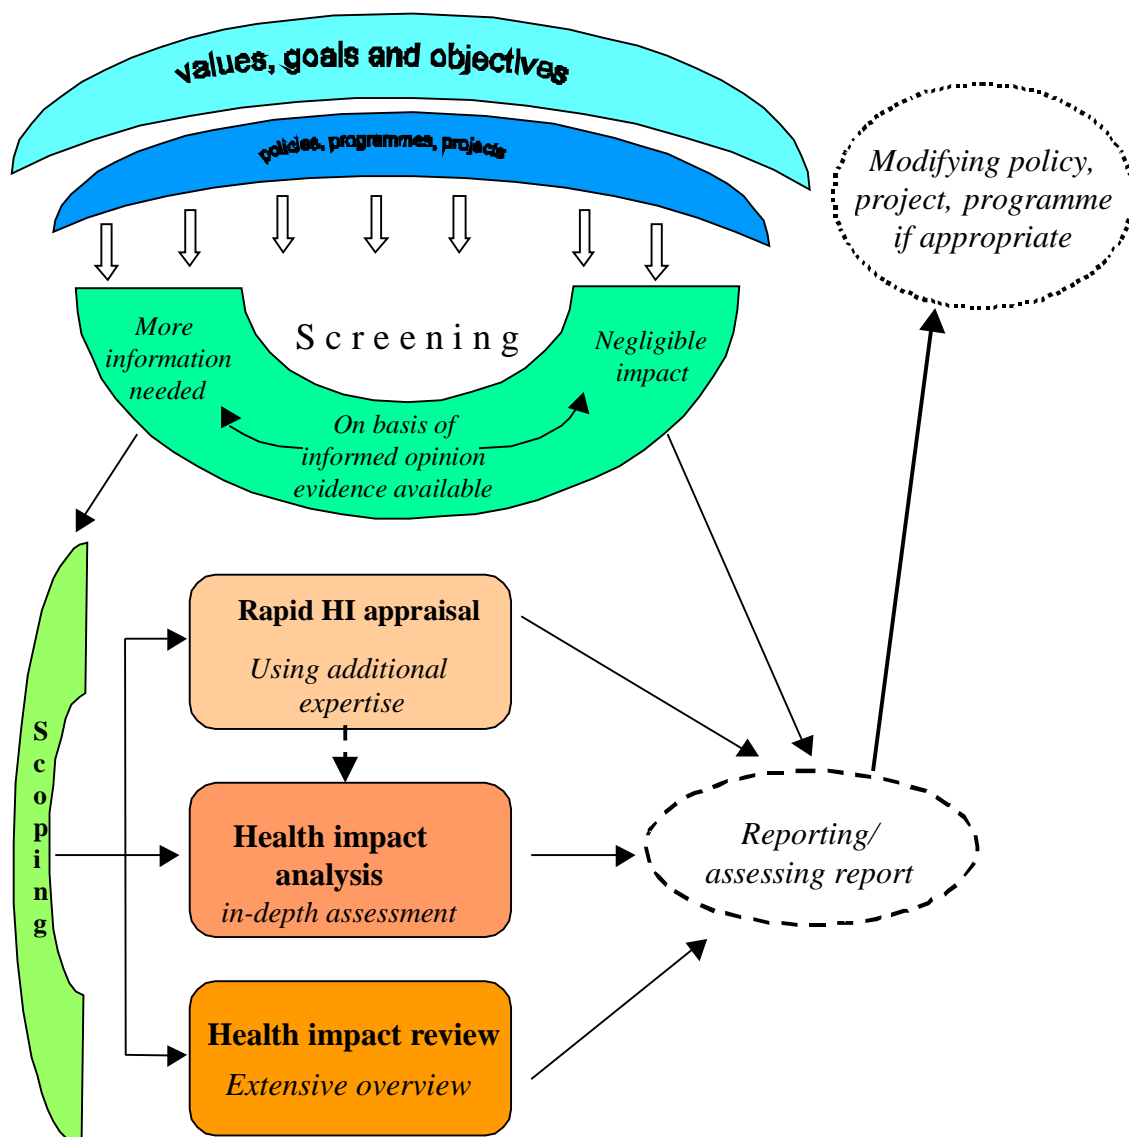 values, goals and objectives
policies, programmes, projects
Modifying policy,
project, programme
if appropriate
Screening
More
information
needed
Negligible
impact
On basis of
informed opinion
evidence available
Scoping
Rapid HI appraisal
Using additional
expertise
Health impact
analysis
in-depth assessment
Reporting/
assessing report
Health impact review
Extensive overview